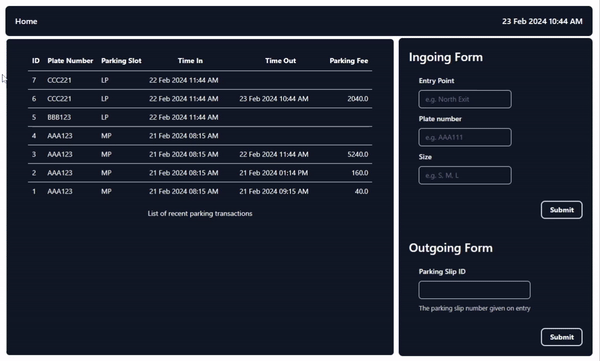 Home
23 Feb 2024 10:44 AM
ID Plate Number Parking Slot Time In Time Out Parking Fee
7 CCC221 LP 22 Feb 2024 11:44 AM
6 CCC221 LP 22 Feb 2024 11:44 AM 23 Feb 2024 10:44 AM 2040.0
5 BBB123 LP 22 Feb 2024 11:44 AM
4 AAA123 MP 21 Feb 2024 08:15 AM
3 AAA123 MP 21 Feb 2024 08:15 AM 22 Feb 2024 11:44 AM 5240.0
2 AAA123 MP 21 Feb 2024 08:15 AM 21 Feb 2024 01:14 PM 160.0
1 AAA123 MP 21 Feb 2024 08:15 AM 21 Feb 2024 09:15 AM 40.0
List of recent parking transactions
Ingoing Form
Entry Point
e.g. North Exit
Plate number
e.g. AAA111
Size
e.g. S, M, L
Submit
Outgoing Form
Parking Slip ID
The parking slip number given on entry
Submit